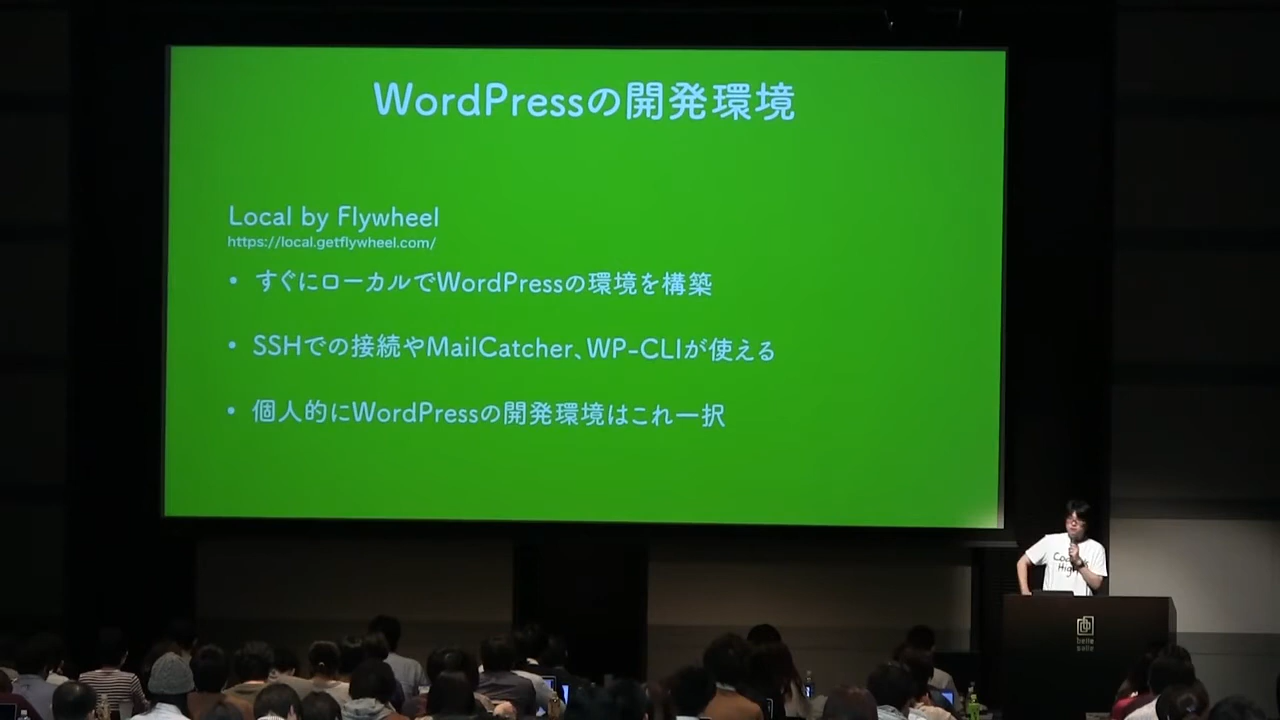 WordPressの開発環境
Local by Flywheel
https://local.getflywheel.com/
• すぐにローカルでWordPressの環境を構築
• SSHでの接続やMailCatcher、WP-CLIが使える
• 個人的にWordPressの開発環境はこれ一択
belle
salle